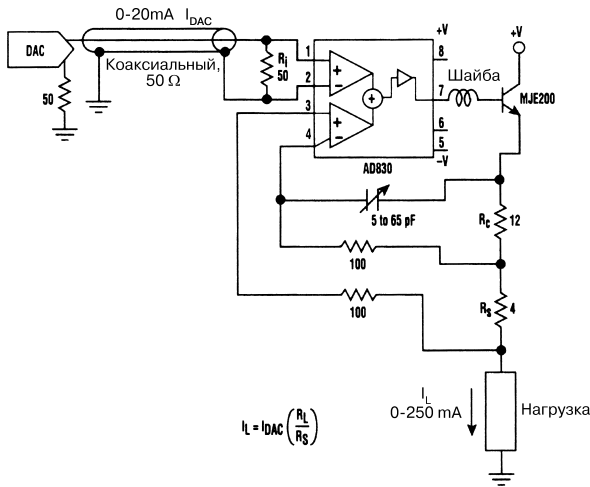 0-20mA I_DAC
+V
DAC
Коаксиальный,
50 Ω
50
R_i
50
1
2
3
4
8
7
6
5
–V
+
–
+
–
+
Шайба
+V
MJE200
AD830
5 to 65 pF
R_C 12
100
R_S 4
100
I_L
0-250 mA
Нагрузка
I_L = I_DAC (R_L / R_S)